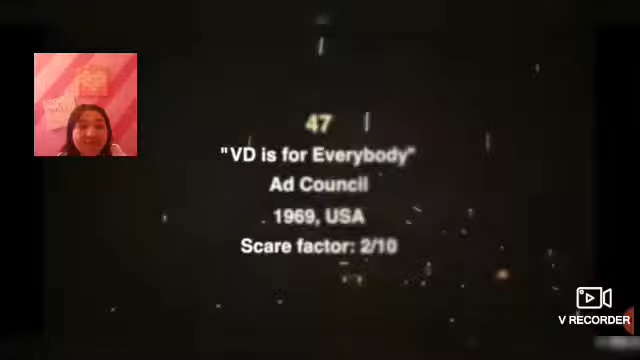 47
"VD is for Everybody"
Ad Council
1969, USA
Scare factor: 2/10
V RECORDER